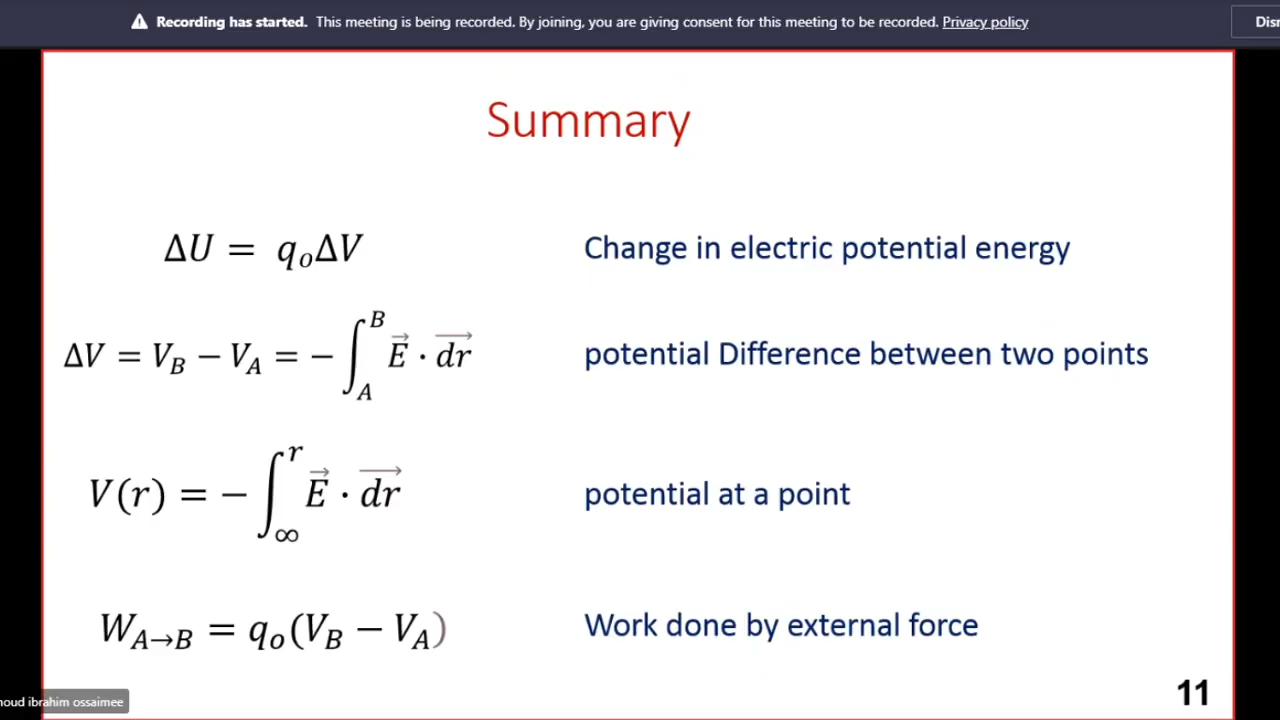 Recording has started. This meeting is being recorded. By joining, you are giving consent for this meeting to be recorded. Privacy policy
Summary
ΔU = q₀ΔV Change in electric potential energy
ΔV = V_B − V_A = −∫_A^B E⃗ · dr⃗ potential Difference between two points
V(r) = −∫_∞^r E⃗ · dr⃗ potential at a point
W_{A→B} = q₀(V_B − V_A) Work done by external force
ibrahim ossaimee
11